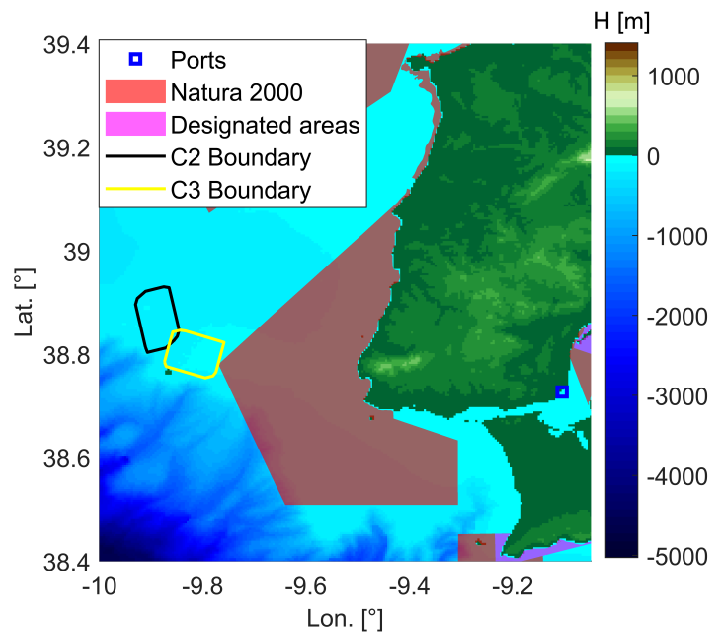 H [m]
Ports
Natura 2000
Designated areas
C2 Boundary
C3 Boundary
39.4
39.2
39
38.8
38.6
38.4
Lat. [°]
-10
-9.8
-9.6
-9.4
-9.2
Lon. [°]
1000
0
-1000
-2000
-3000
-4000
-5000